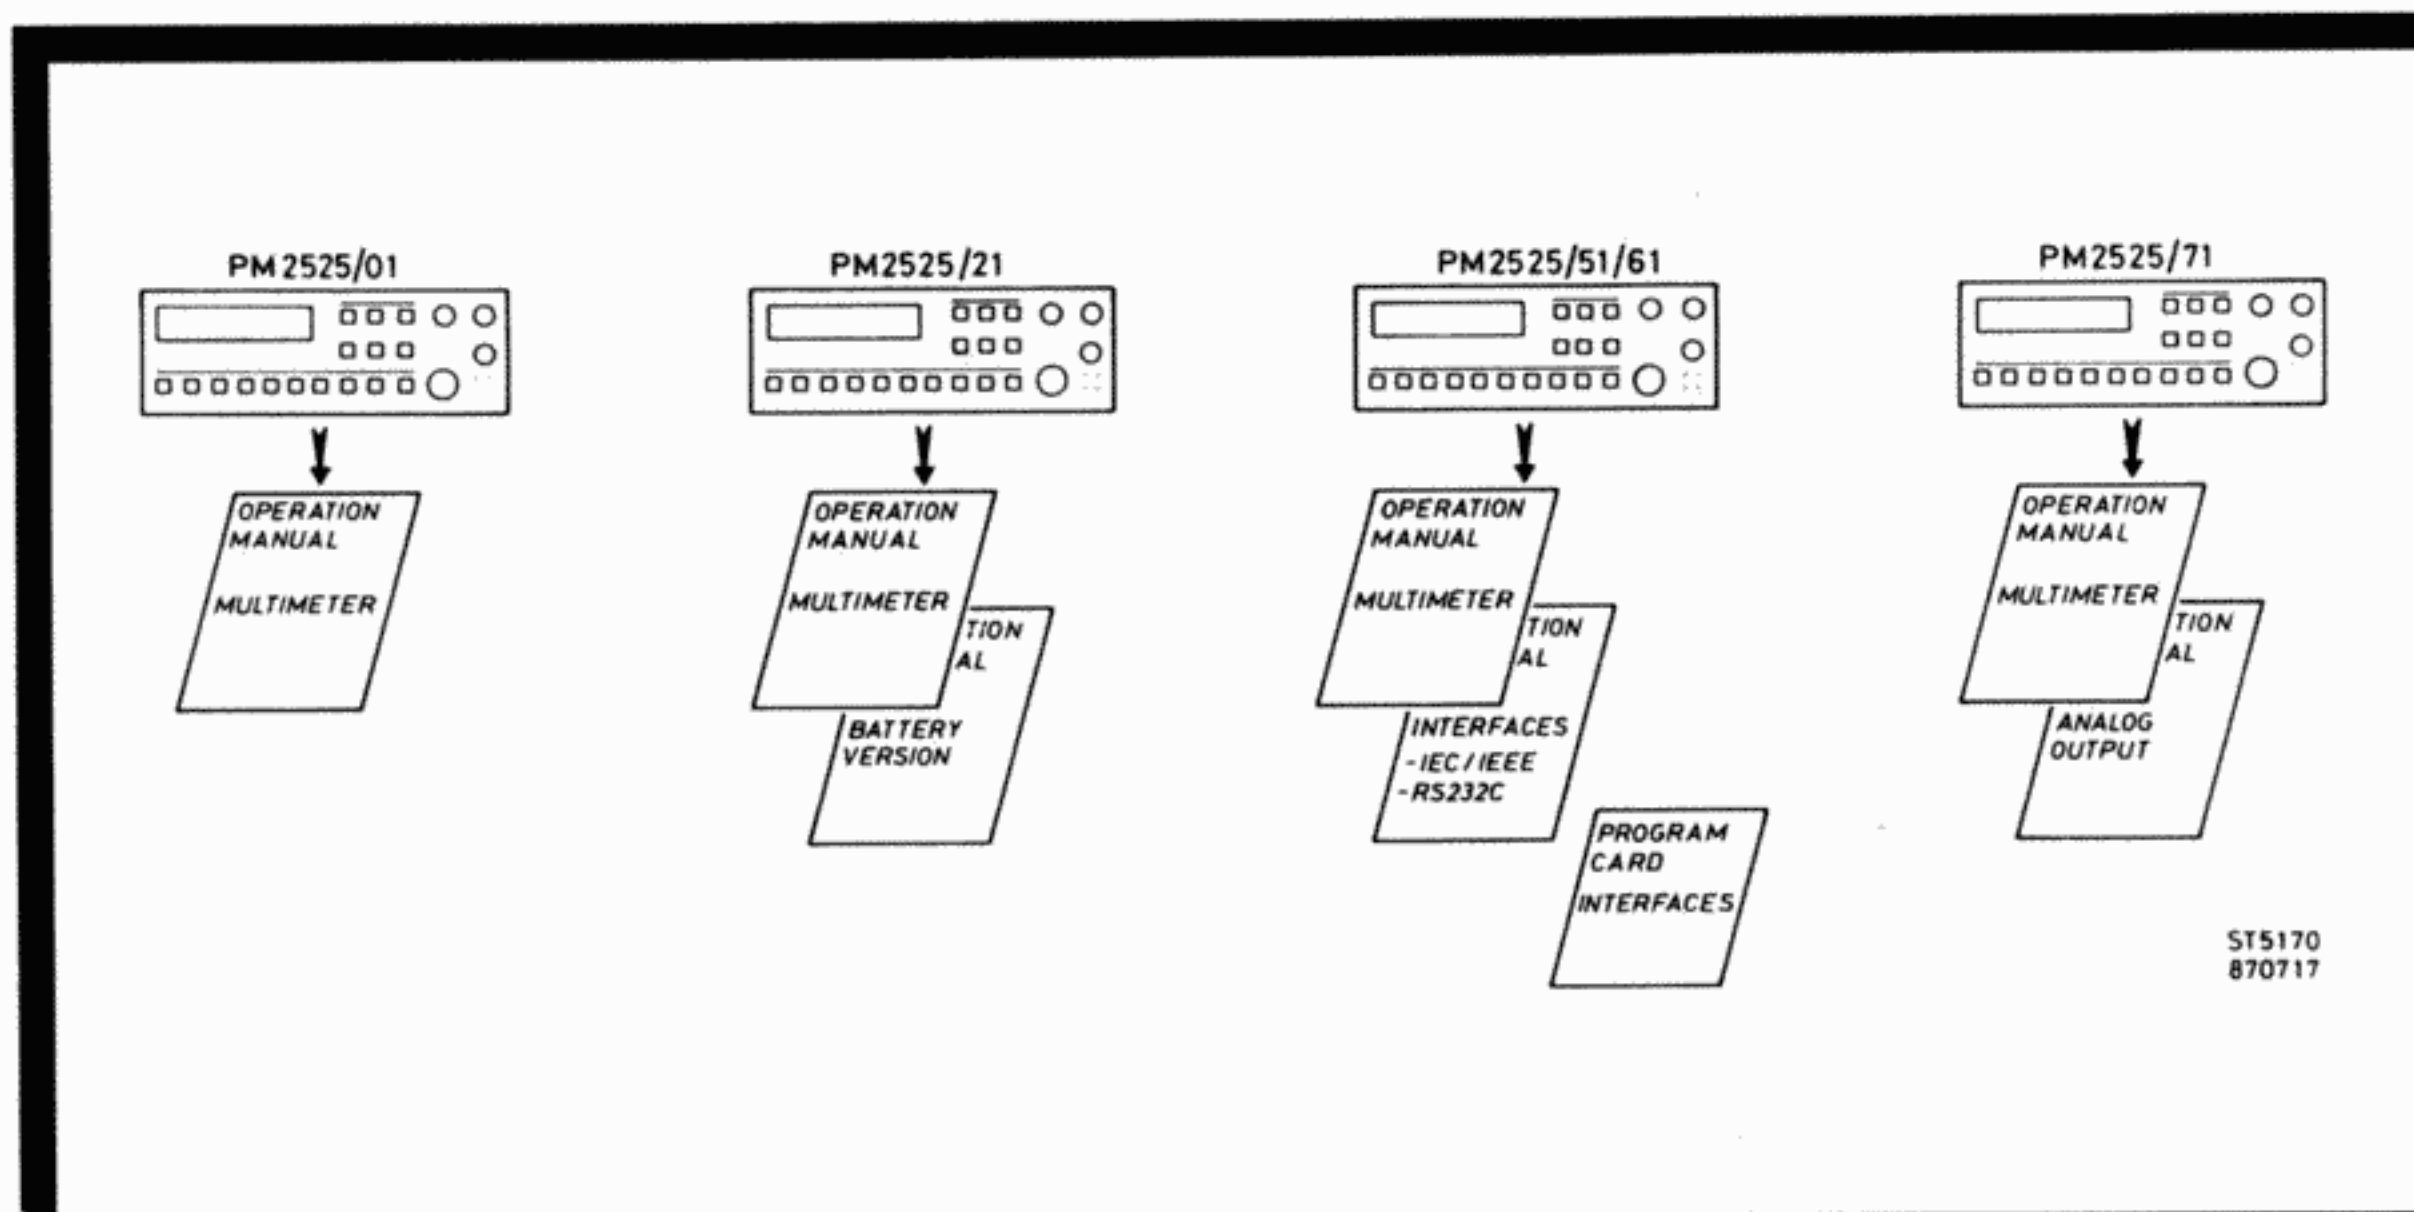 PM2525/01
OPERATION
MANUAL
MULTIMETER
PM2525/21
OPERATION
MANUAL
MULTIMETER
TION
AL
BATTERY
VERSION
PM2525/51/61
OPERATION
MANUAL
MULTIMETER
TION
AL
INTERFACES
-IEC/IEEE
-RS232C
PROGRAM
CARD
INTERFACES
PM2525/71
OPERATION
MANUAL
MULTIMETER
TION
AL
ANALOG
OUTPUT
ST5170
870717